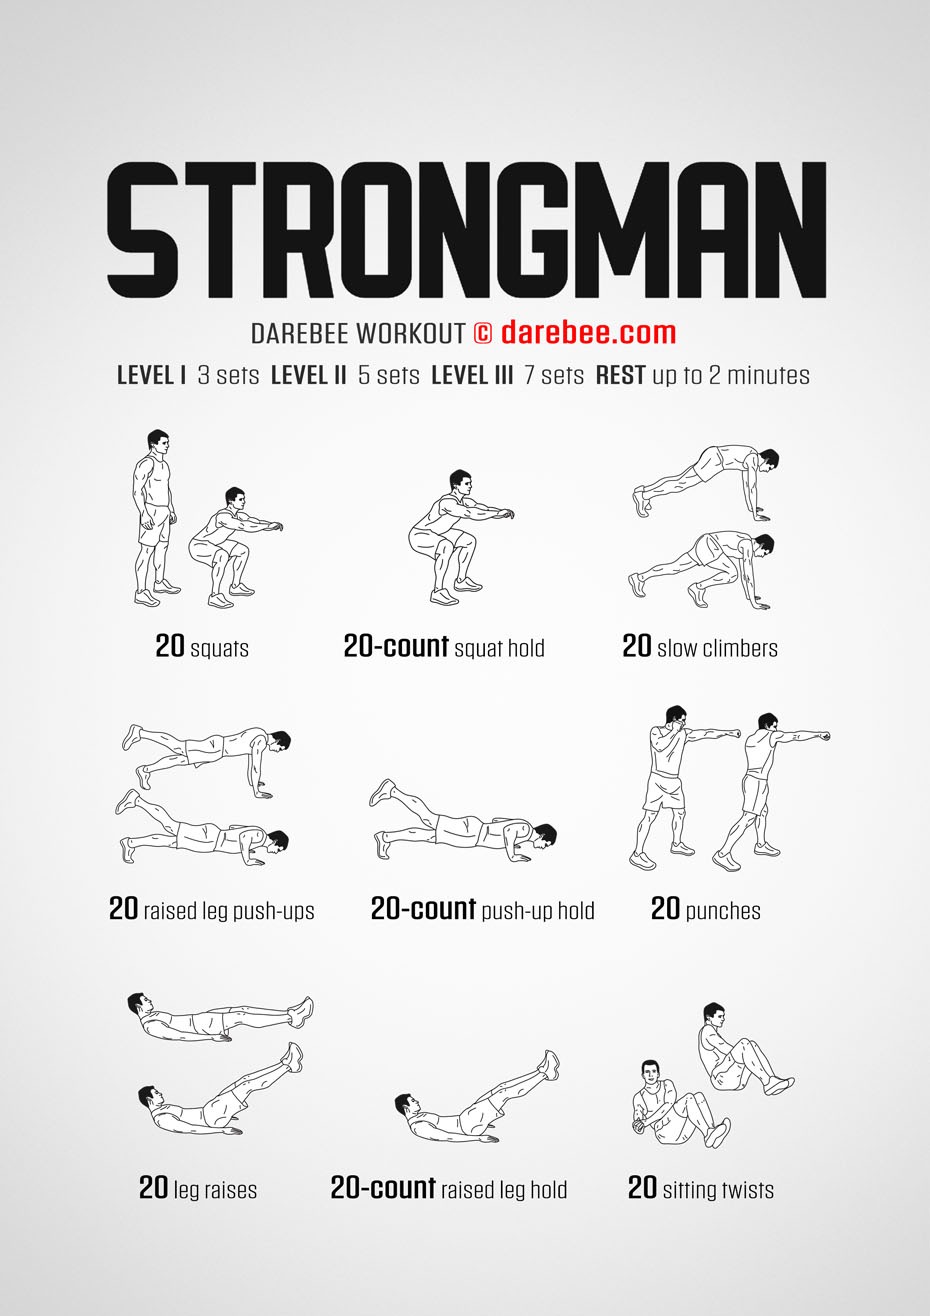 STRONGMAN
DAREBEE WORKOUT © darebee.com
LEVEL I 3 sets LEVEL II 5 sets LEVEL III 7 sets REST up to 2 minutes
20 squats
20-count squat hold
20 slow climbers
20 raised leg push-ups
20-count push-up hold
20 punches
20 leg raises
20-count raised leg hold
20 sitting twists